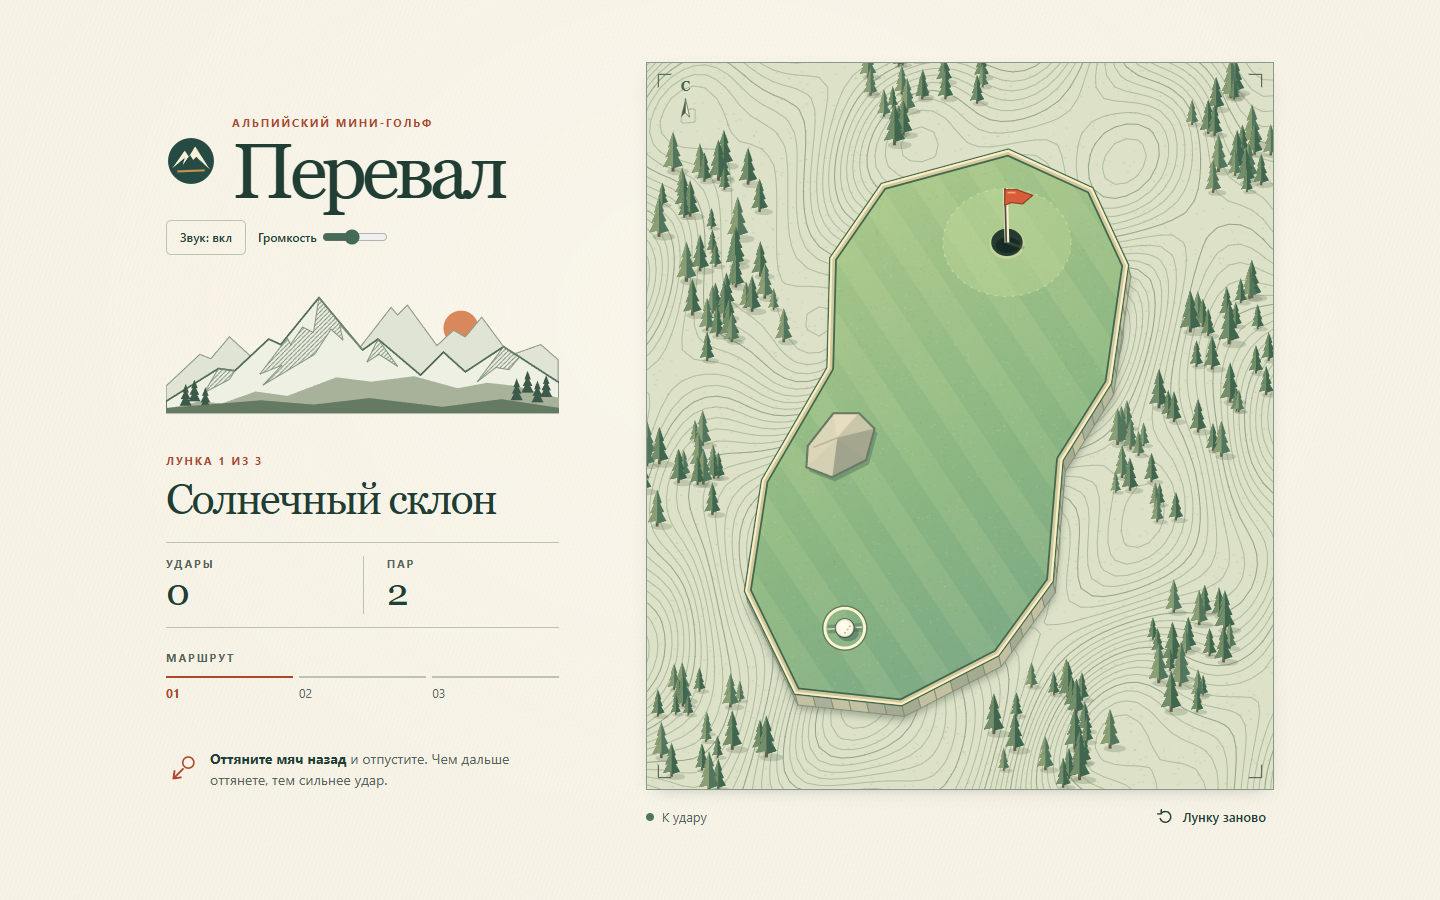 АЛЬПИЙСКИЙ МИНИ-ГОЛЬФ
Перевал
Звук: вкл
Громкость
ЛУНКА 1 ИЗ 3
Солнечный склон
УДАРЫ
ПАР
0
2
МАРШРУТ
01
02
03
Оттяните мяч назад и отпустите. Чем дальше
оттянете, тем сильнее удар.
С
К удару
Лунку заново